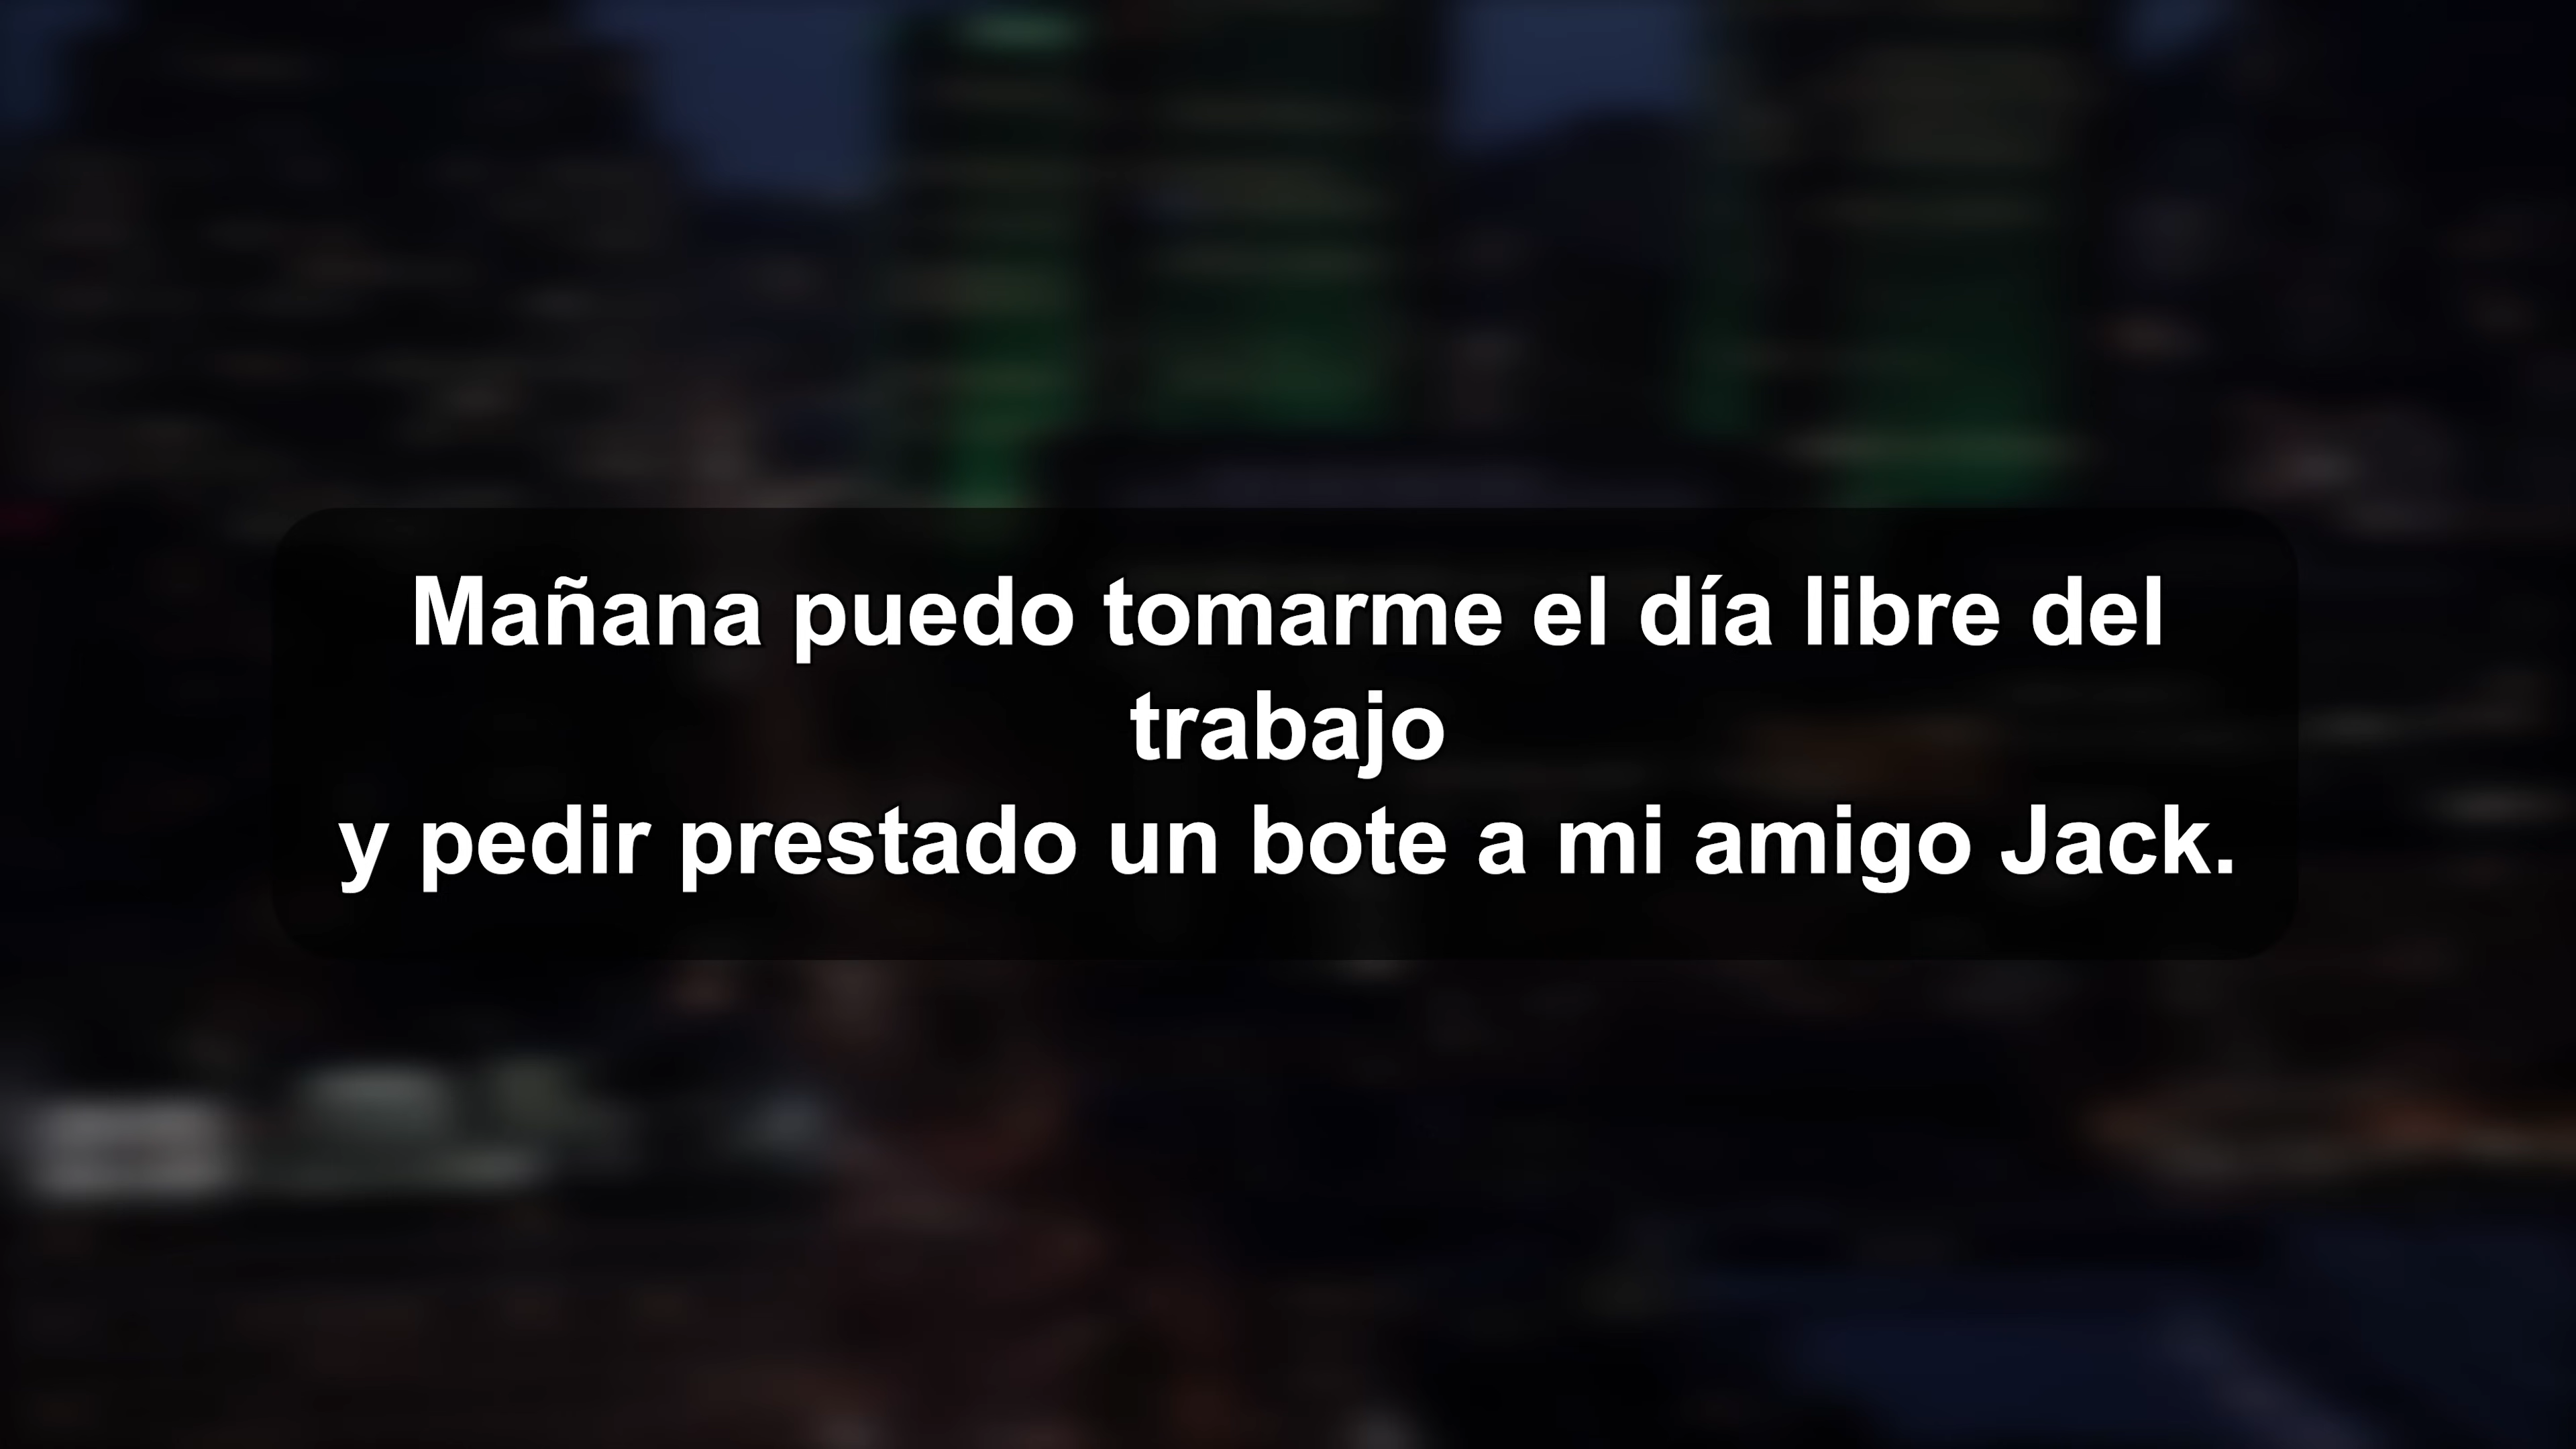 Mañana puedo tomarme el día libre del
trabajo
y pedir prestado un bote a mi amigo Jack.